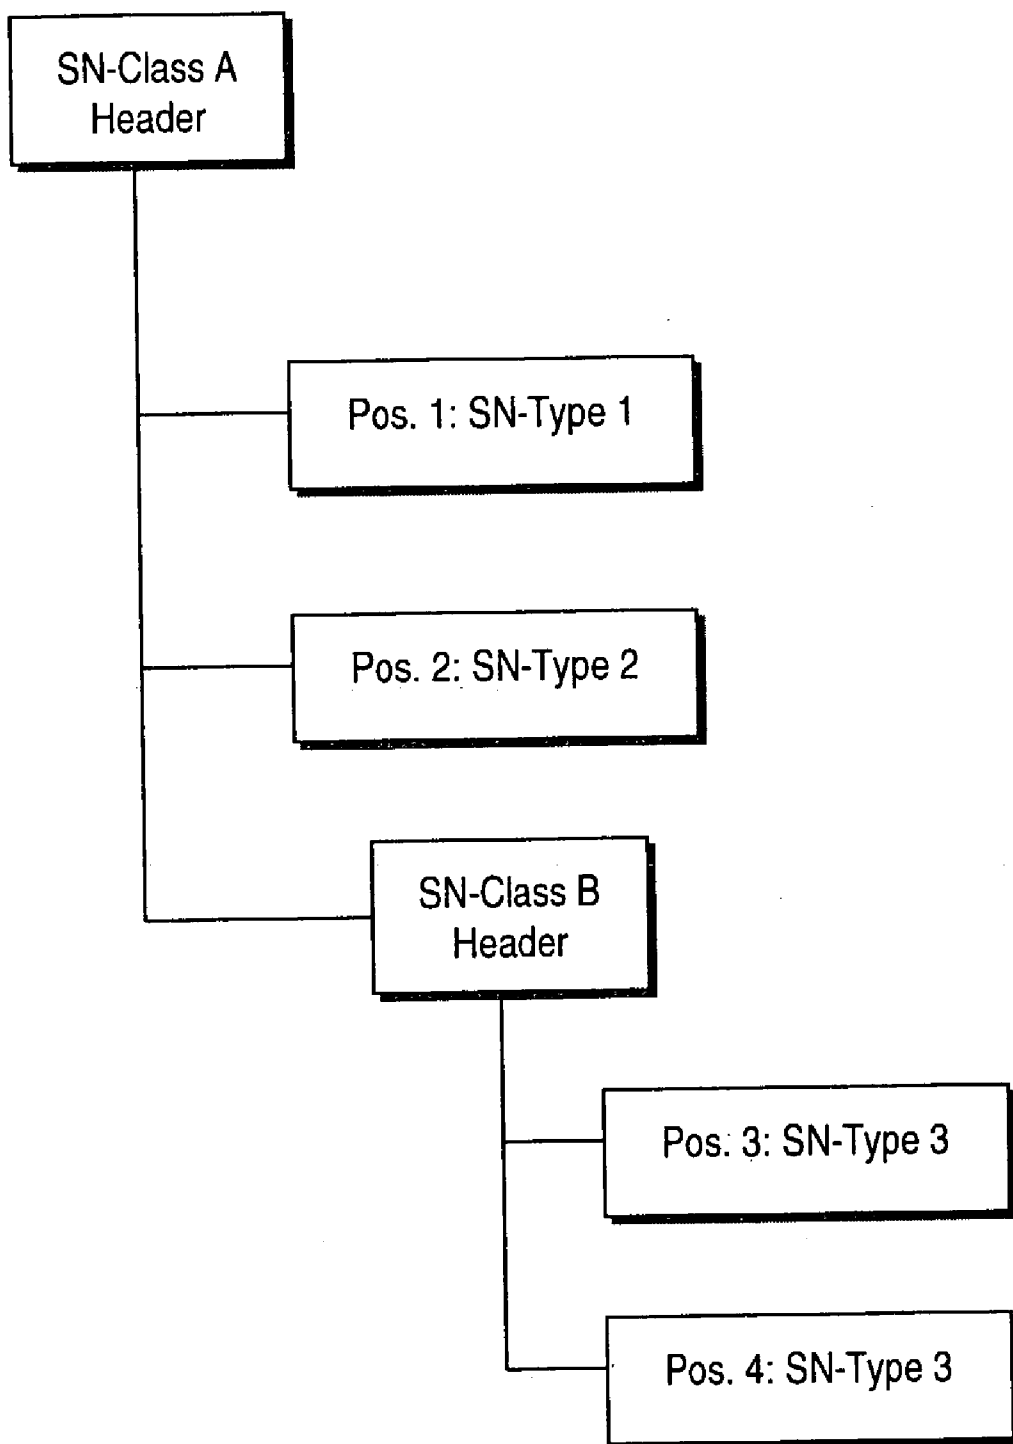 SN-Class A
Header
Pos. 1: SN-Type 1
Pos. 2: SN-Type 2
SN-Class B
Header
Pos. 3: SN-Type 3
Pos. 4: SN-Type 3